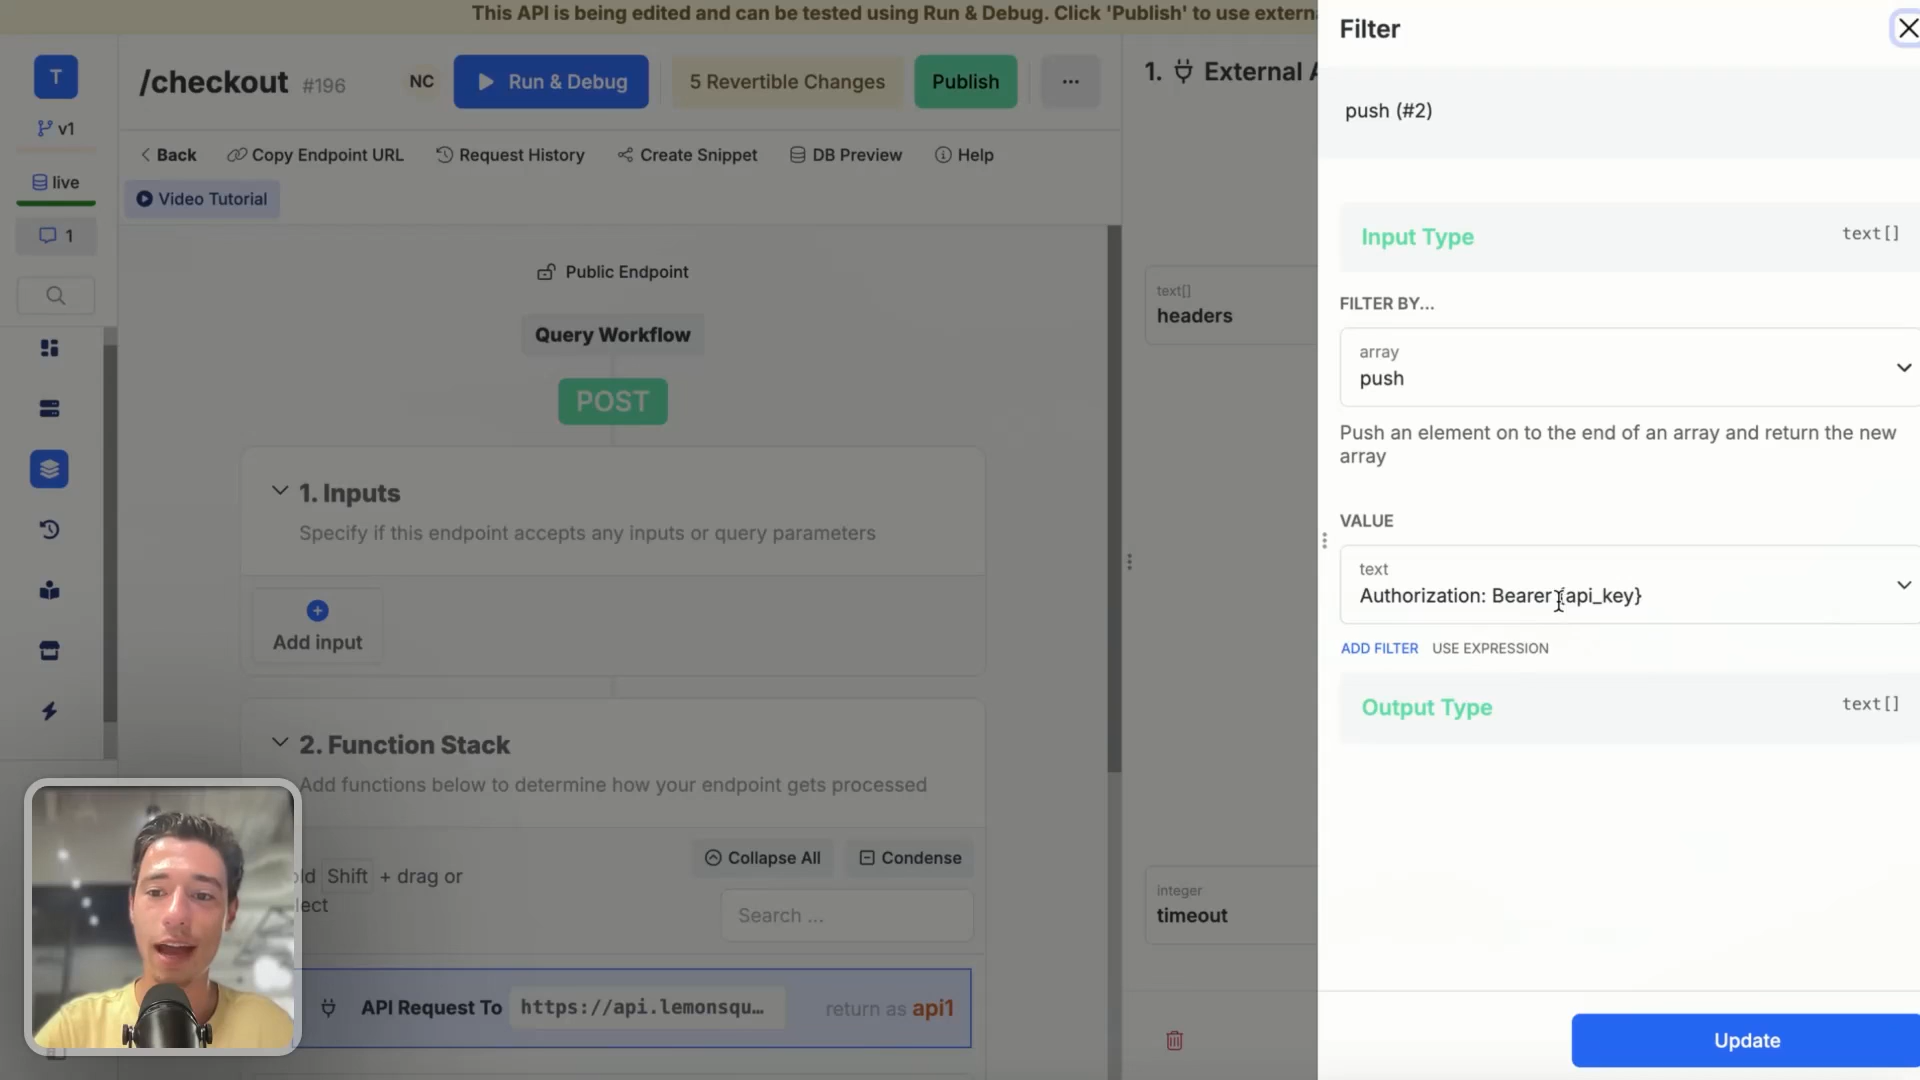 This API is being edited and can be tested using Run & Debug. Click 'Publish' to use extern
T
v1
live
1
/checkout #196
NC
Run & Debug
5 Revertible Changes
Publish
...
Back
Copy Endpoint URL
Request History
Create Snippet
DB Preview
Help
Video Tutorial
Public Endpoint
Query Workflow
POST
1. Inputs
Specify if this endpoint accepts any inputs or query parameters
Add input
2. Function Stack
Add functions below to determine how your endpoint gets processed
Collapse All
Condense
Shift + drag or
Search ...
API Request To https://api.lemonsqu… return as api1
1. External A
text[]
headers
integer
timeout
Filter
push (#2)
Input Type text[]
FILTER BY...
array
push
Push an element on to the end of an array and return the new
array
VALUE
text
Authorization: Bearer {api_key}
ADD FILTER USE EXPRESSION
Output Type text[]
Update